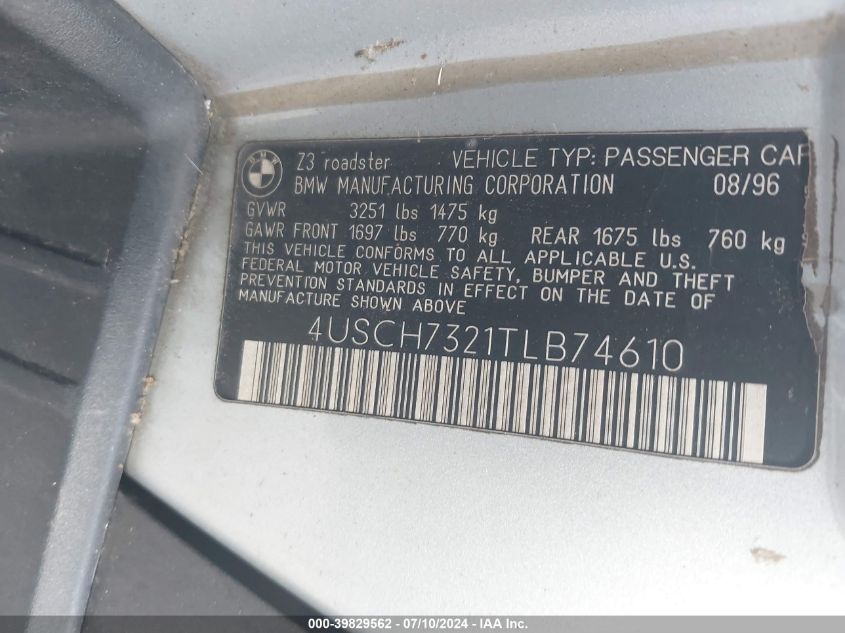 BMW
Z3 roadster VEHICLE TYP: PASSENGER CAR
BMW MANUFACTURING CORPORATION 08/96
GVWR 3251 lbs 1475 kg
GAWR FRONT 1697 lbs 770 kg REAR 1675 lbs 760 kg
THIS VEHICLE CONFORMS TO ALL APPLICABLE U.S.
FEDERAL MOTOR VEHICLE SAFETY, BUMPER AND THEFT
PREVENTION STANDARDS IN EFFECT ON THE DATE OF
MANUFACTURE SHOWN ABOVE
4USCH7321TLB74610
000-39829562 - 07/10/2024 - IAAI.COM